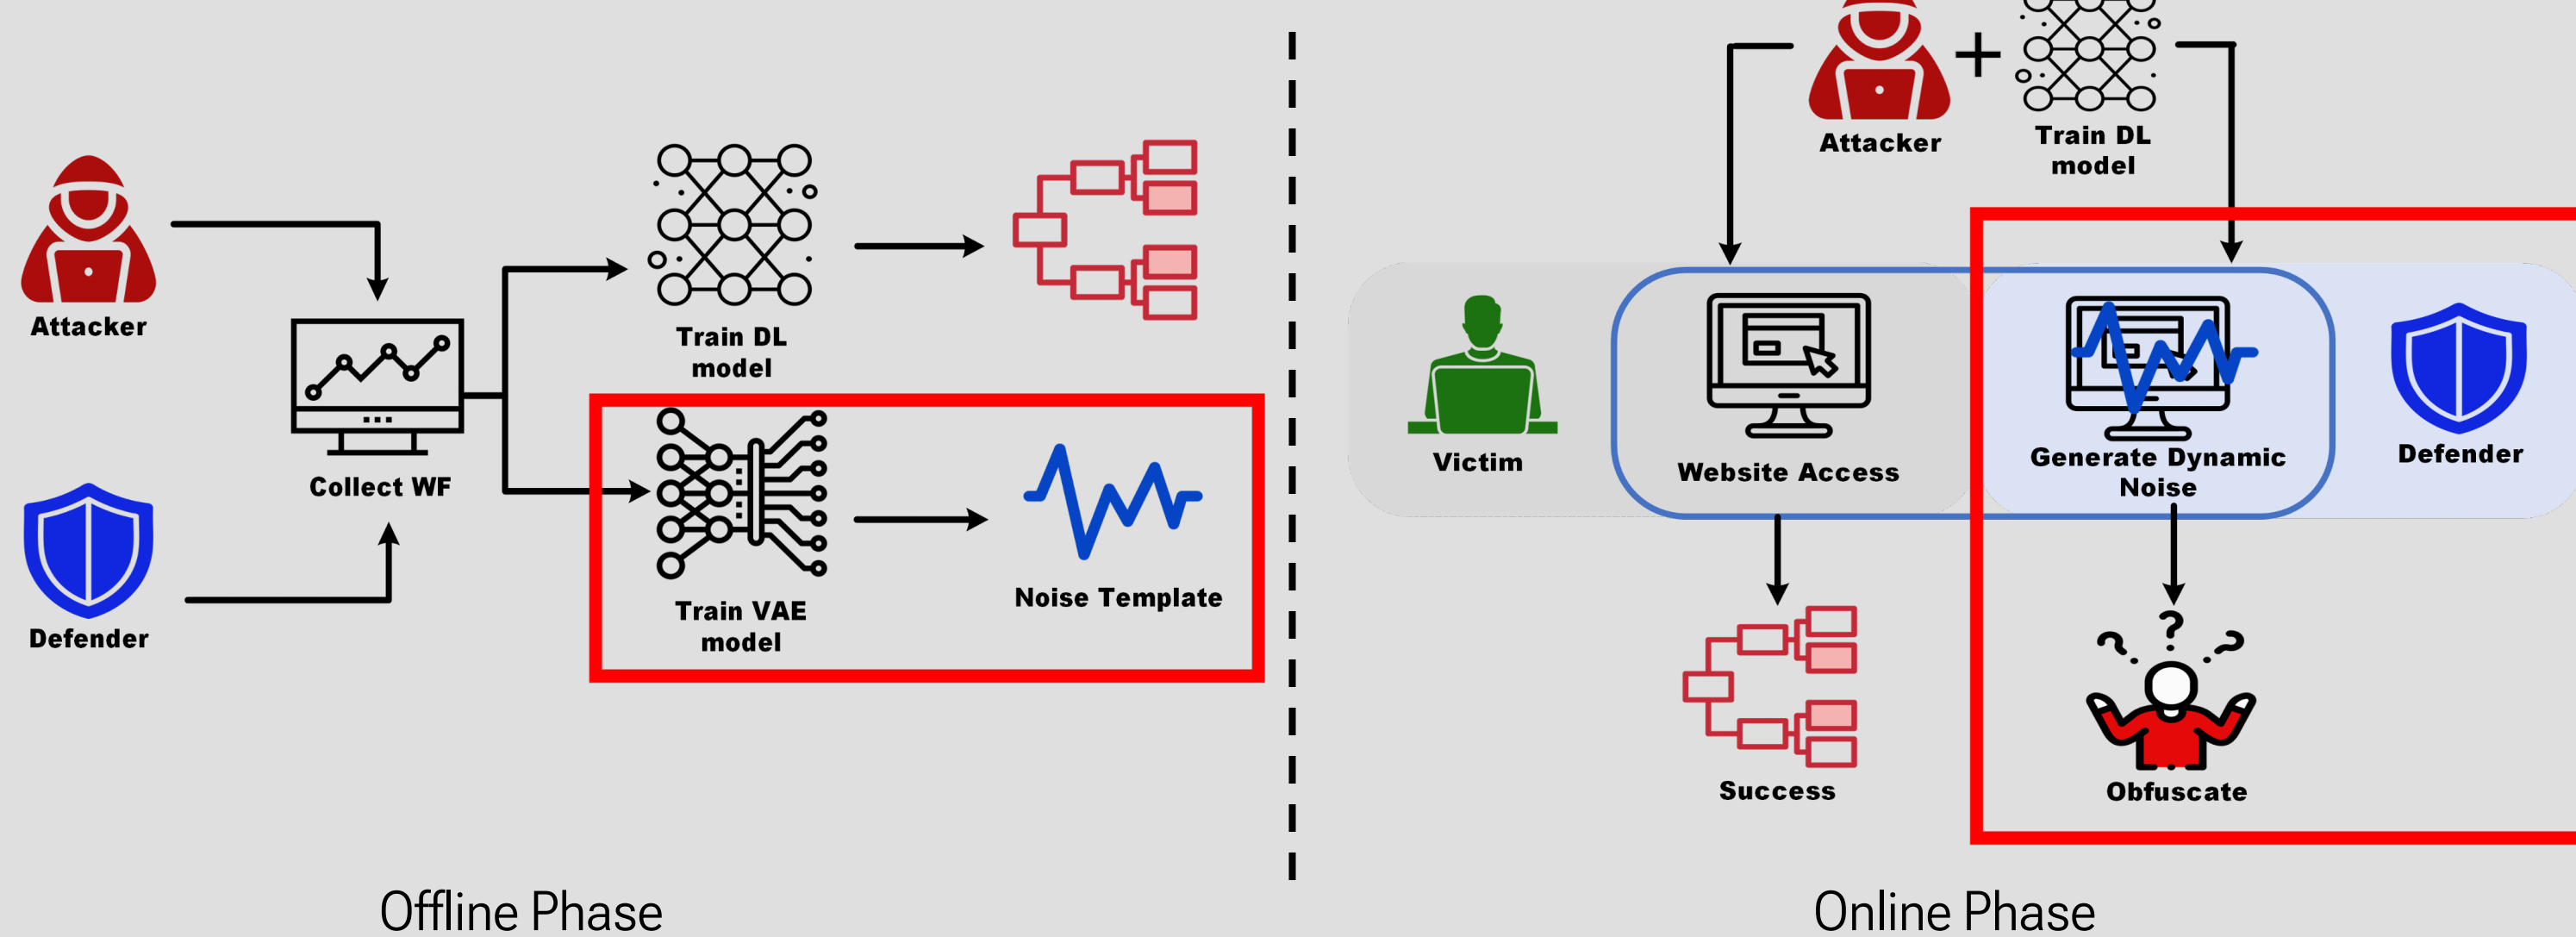 Attacker
Collect WF
Defender
Train DL
model
Train VAE
model
Noise Template
Offline Phase
Attacker
Train DL
model
Victim
Website Access
Generate Dynamic
Noise
Defender
Success
? ? ?
Obfuscate
Online Phase